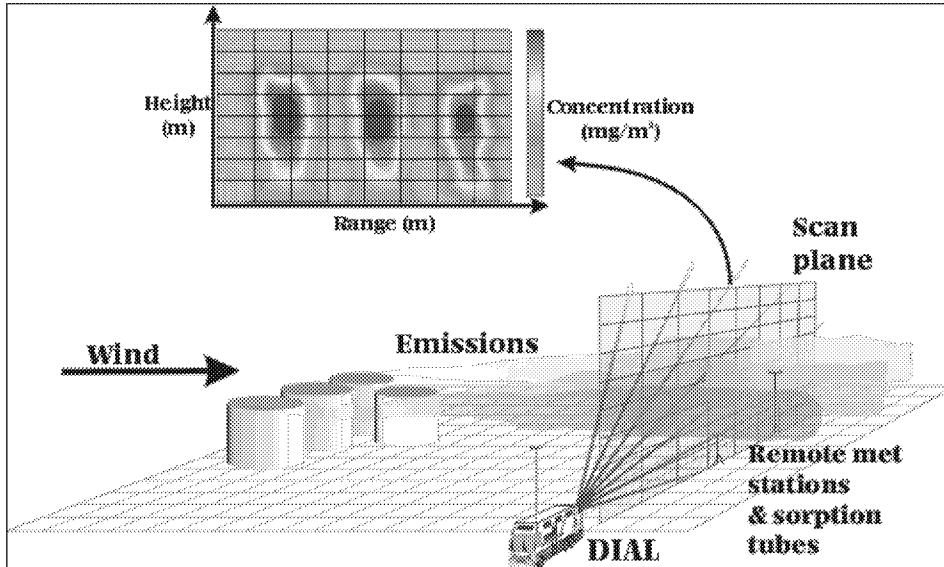 Height
(m)
Concentration
(mg/m³)
Range (m)
Scan
plane
Emissions
Wind
Remote met
stations
& sorption
tubes
DIAL